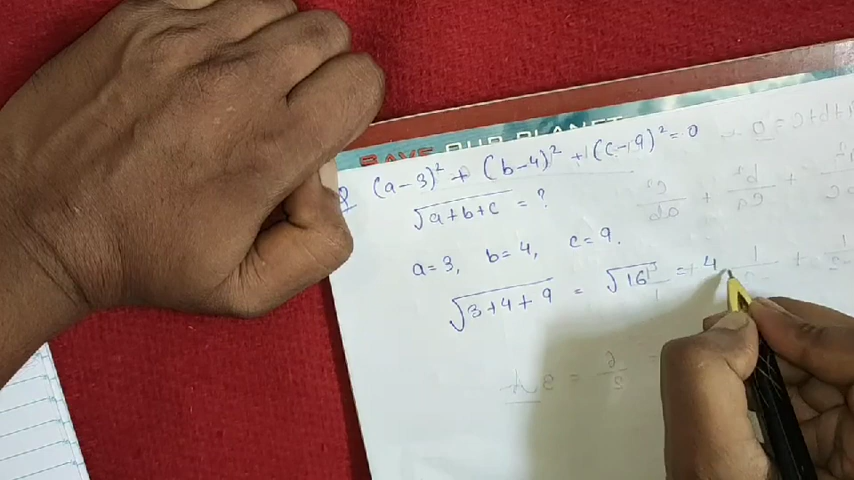 SAVE OUR PLANET
Q (a-3)² + (b-4)² + (c-9)² = 0
√a+b+c = ?
a=3, b=4, c=9.
√3+4+9 = √16 = 4